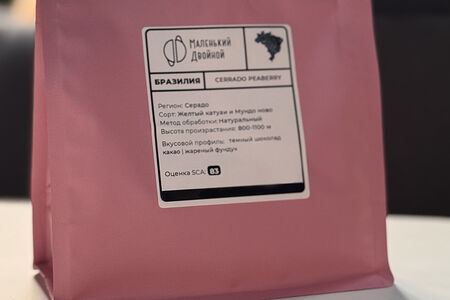 Маленький
Двойной
БРАЗИЛИЯ
CERRADO PEABERRY
Регион: Серадо
Сорт: Желтый катуаи и Мундо ново
Метод обработки: Натуральный
Высота произрастания: 800-1100 м
Вкусовой профиль: темный шоколад
какао | жареный фундук
Оценка SCA: 83